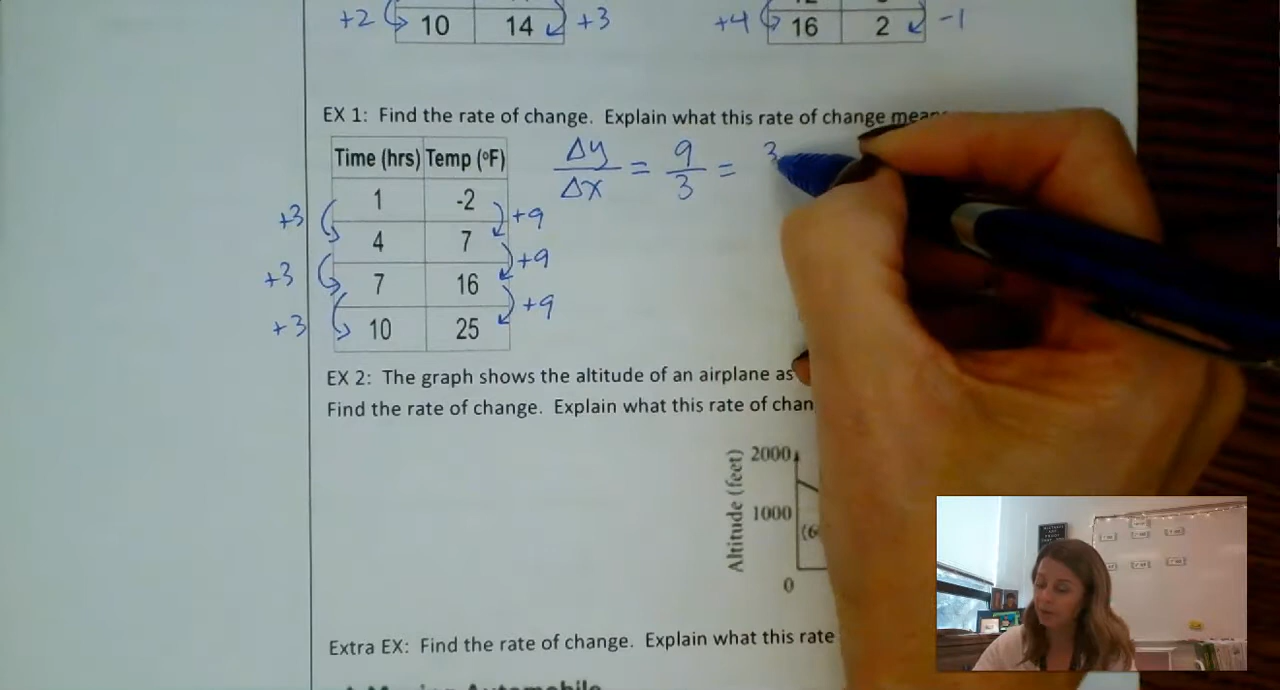 +2 10 14 +3
+4 16 2 -1
EX 1: Find the rate of change. Explain what this rate of change
Time (hrs) Temp (°F)
Δy/Δx = 9/3 = 3
1 -2
+3 +9
4 7
+3 +9
7 16
+3 +9
10 25
EX 2: The graph shows the altitude of an airplane as
Find the rate of change. Explain what this rate of
Altitude (feet)
2000
1000
0
Extra EX: Find the rate of change. Explain what this rate